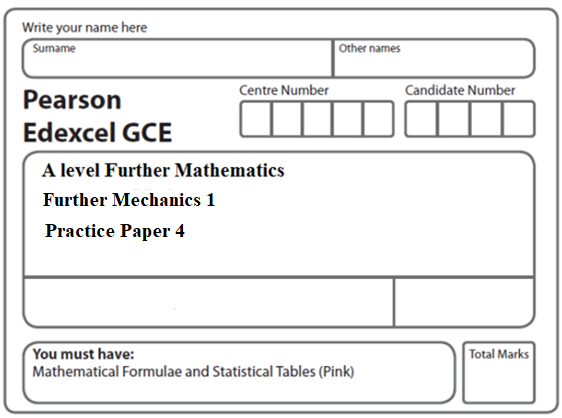 Write your name here
Surname
Other names
Pearson
Edexcel GCE
Centre Number
Candidate Number
A level Further Mathematics
Further Mechanics 1
Practice Paper 4
You must have:
Mathematical Formulae and Statistical Tables (Pink)
Total Marks